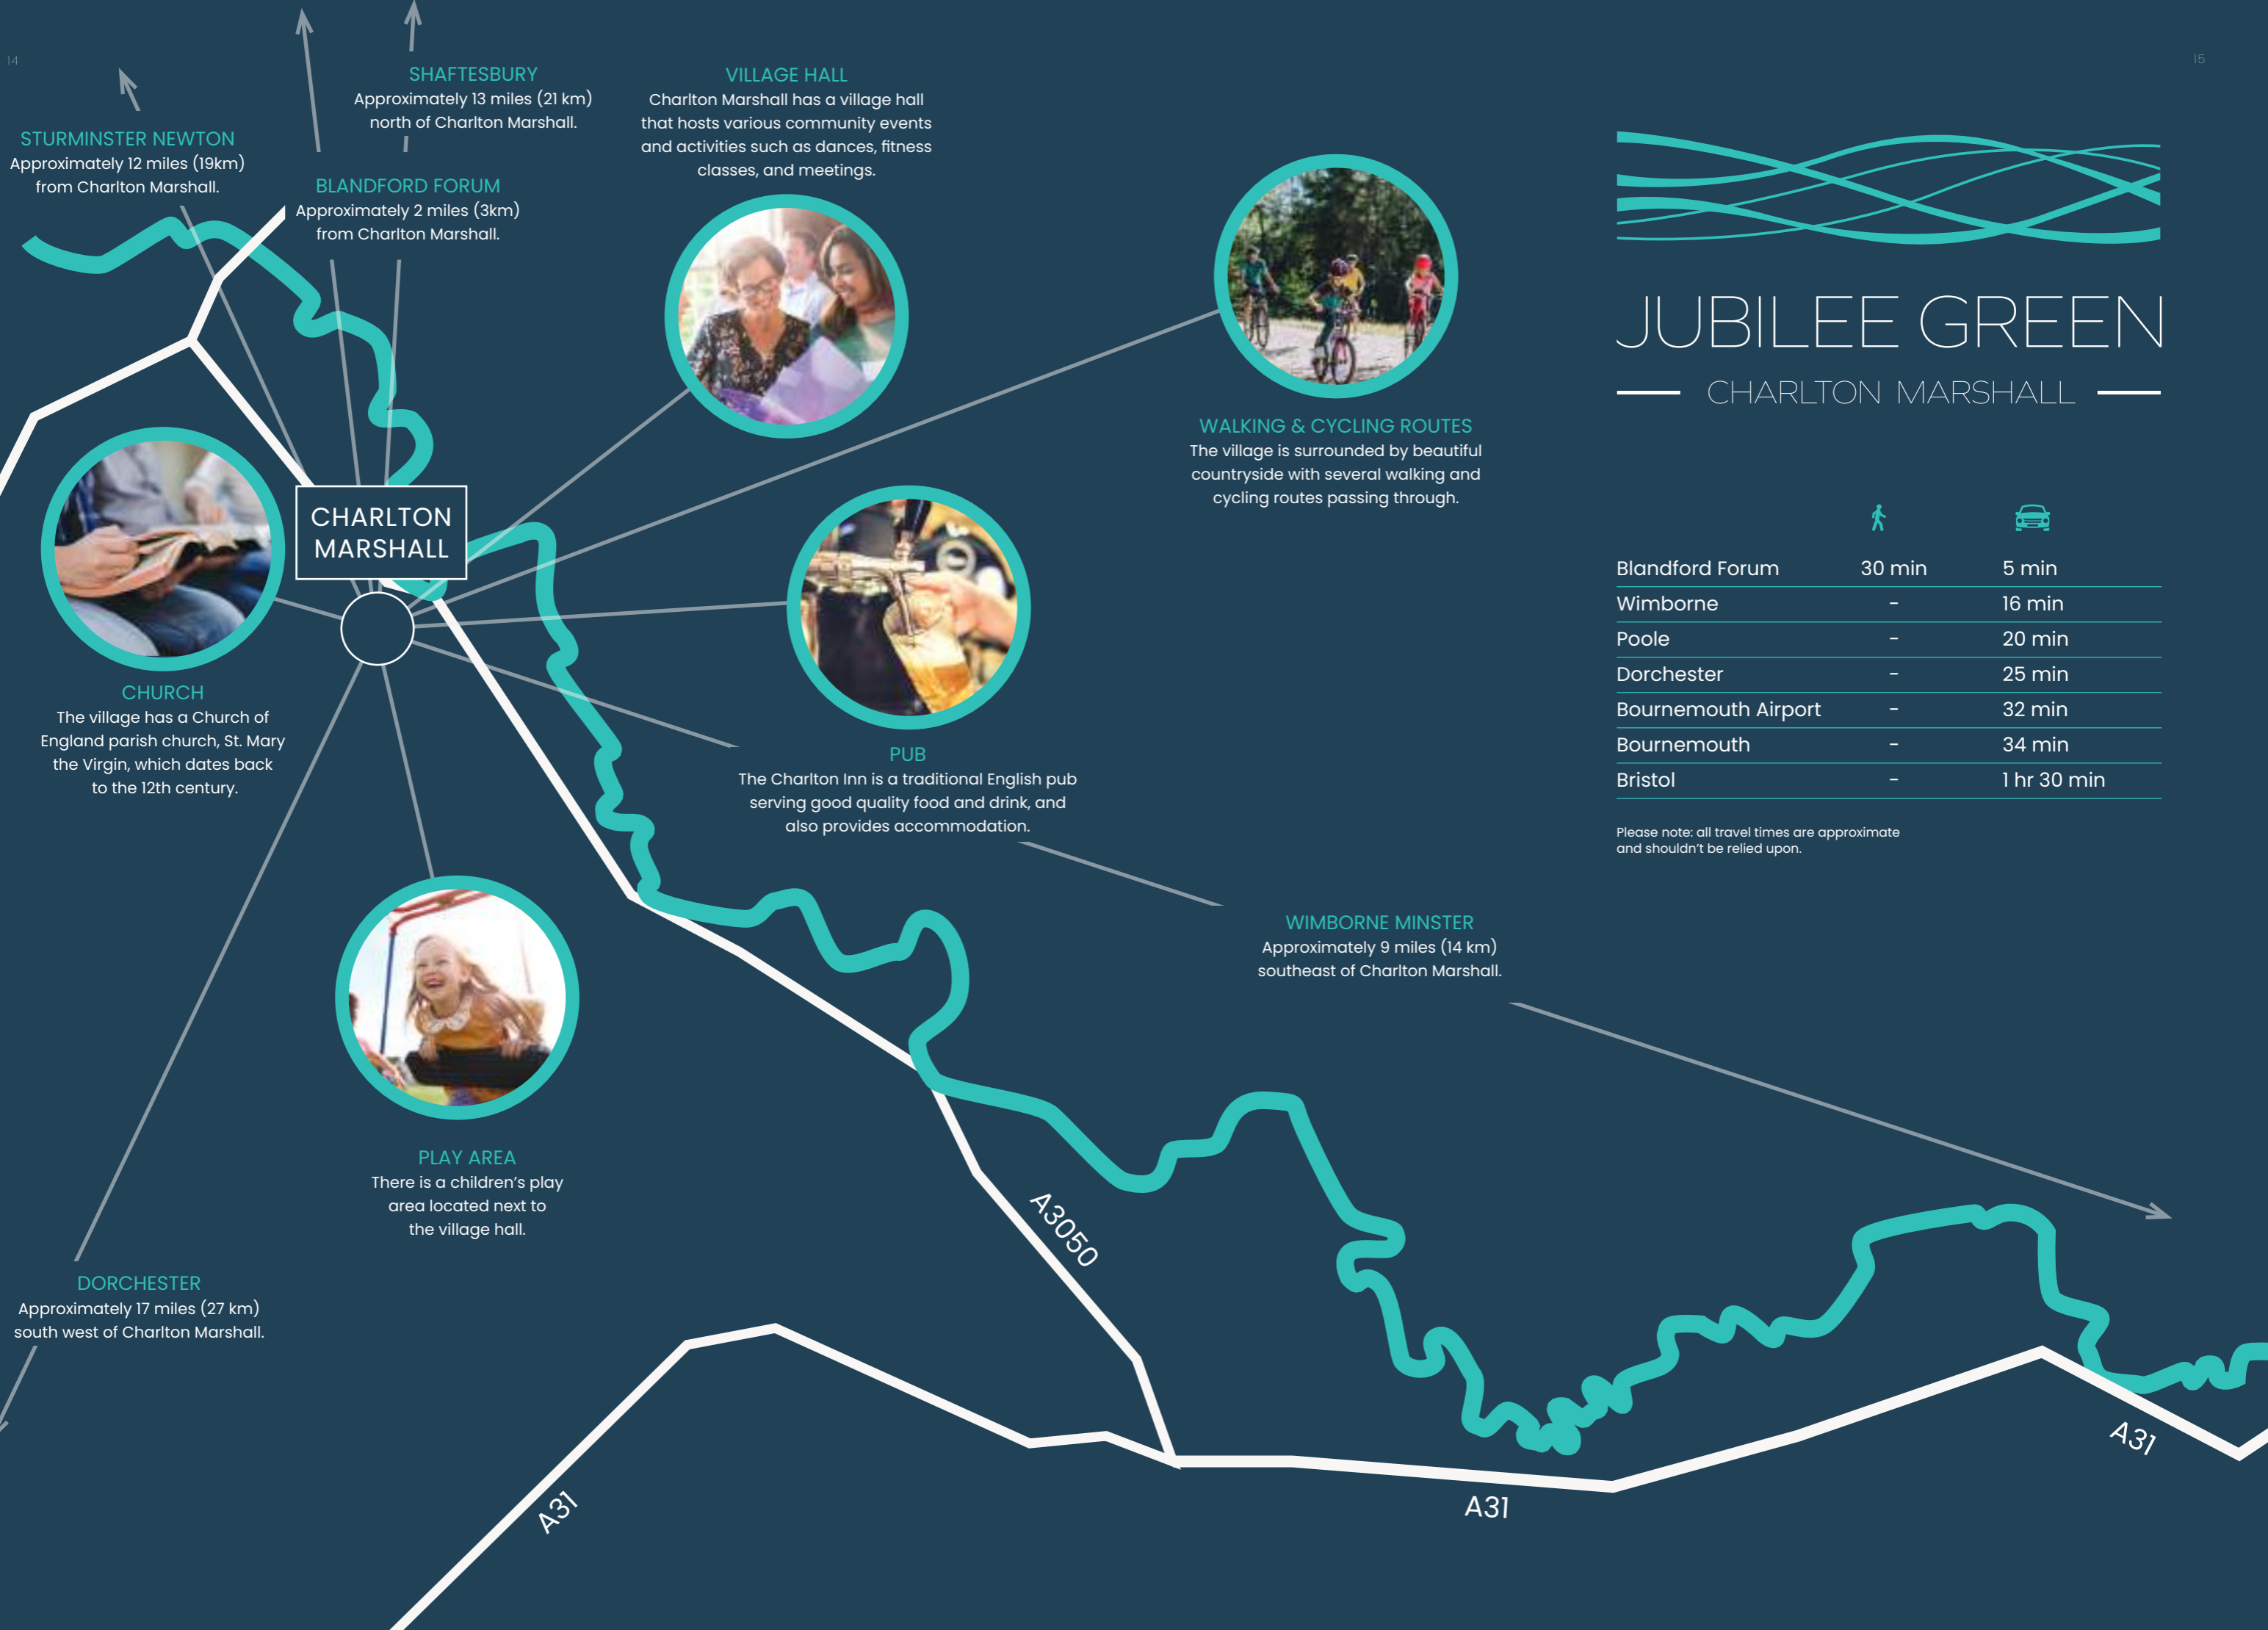 14
15
SHAFTESBURY
Approximately 13 miles (21 km)
north of Charlton Marshall.
VILLAGE HALL
Charlton Marshall has a village hall
that hosts various community events
and activities such as dances, fitness
classes, and meetings.
STURMINSTER NEWTON
Approximately 12 miles (19km)
from Charlton Marshall.
BLANDFORD FORUM
Approximately 2 miles (3km)
from Charlton Marshall.
WALKING & CYCLING ROUTES
The village is surrounded by beautiful
countryside with several walking and
cycling routes passing through.
CHARLTON
MARSHALL
CHURCH
The village has a Church of
England parish church, St. Mary
the Virgin, which dates back
to the 12th century.
PUB
The Charlton Inn is a traditional English pub
serving good quality food and drink, and
also provides accommodation.
WIMBORNE MINSTER
Approximately 9 miles (14 km)
southeast of Charlton Marshall.
PLAY AREA
There is a children's play
area located next to
the village hall.
DORCHESTER
Approximately 17 miles (27 km)
south west of Charlton Marshall.
A3050
A31
A31
A31
JUBILEE GREEN
CHARLTON MARSHALL
Blandford Forum 30 min 5 min
Wimborne - 16 min
Poole - 20 min
Dorchester - 25 min
Bournemouth Airport - 32 min
Bournemouth - 34 min
Bristol - 1 hr 30 min
Please note: all travel times are approximate
and shouldn't be relied upon.